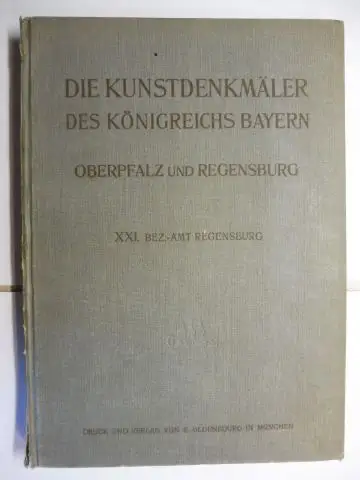 DIE KUNSTDENKMÄLER
DES KÖNIGREICHS BAYERN
OBERPFALZ UND REGENSBURG
XXI. BEZ.-AMT REGENSBURG
DRUCK UND VERLAG VON R. OLDENBOURG IN MÜNCHEN